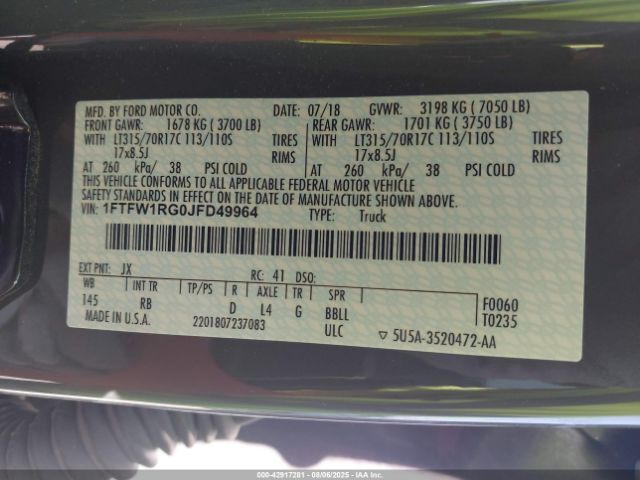 MFD. BY FORD MOTOR CO. DATE: 07/18 GVWR: 3198 KG ( 7050 LB)
FRONT GAWR: 1678 KG ( 3700 LB) REAR GAWR: 1701 KG ( 3750 LB)
WITH LT315/70R17C 113/110S TIRES WITH LT315/70R17C 113/110S TIRES
17x8.5J RIMS 17x8.5J RIMS
AT 260 kPa/ 38 PSI COLD AT 260 kPa/ 38 PSI COLD
THIS VEHICLE CONFORMS TO ALL APPLICABLE FEDERAL MOTOR VEHICLE
SAFETY STANDARDS IN EFFECT ON THE DATE OF MANUFACTURE SHOWN ABOVE.
VIN: 1FTFW1RG0JFD49964 TYPE: Truck
EXT PNT: JX RC: 41 DSO:
WB INT TR TP/PS R AXLE TR SPR F0060
145 RB D L4 G BBLL T0235
MADE IN U.S.A. 2201807237083 ULC ▽ 5U5A-3520472-AA
000-42917281 - 08/06/2025 - IAAI.COM